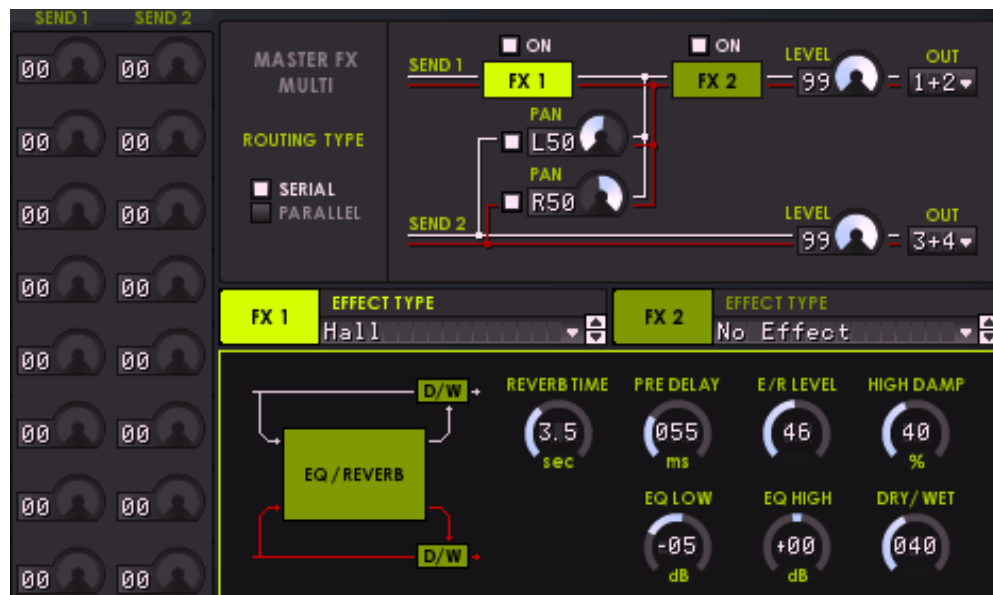 SEND 1 SEND 2
00 00
00 00
00 00
00 00
00 00
00 00
00 00
00 00
MASTER FX
MULTI
ROUTING TYPE
SERIAL
PARALLEL
ON ON
SEND 1 FX 1 FX 2 LEVEL 99 OUT 1+2
PAN
L50
PAN
R50
SEND 2 LEVEL 99 OUT 3+4
FX 1 EFFECT TYPE
Hall
FX 2 EFFECT TYPE
No Effect
D/W
EQ/REVERB
D/W
REVERB TIME PRE DELAY E/R LEVEL HIGH DAMP
3.5 055 46 40
sec ms %
EQ LOW EQ HIGH DRY/WET
-05 +00 040
dB dB